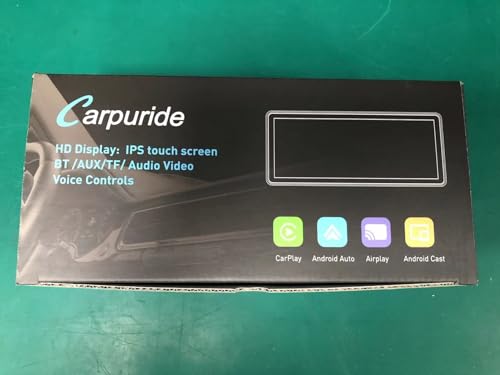 Carpuride
HD Display: IPS touch screen
BT /AUX/TF/ Audio Video
Voice Controls
CarPlay
Android Auto
Airplay
Android Cast